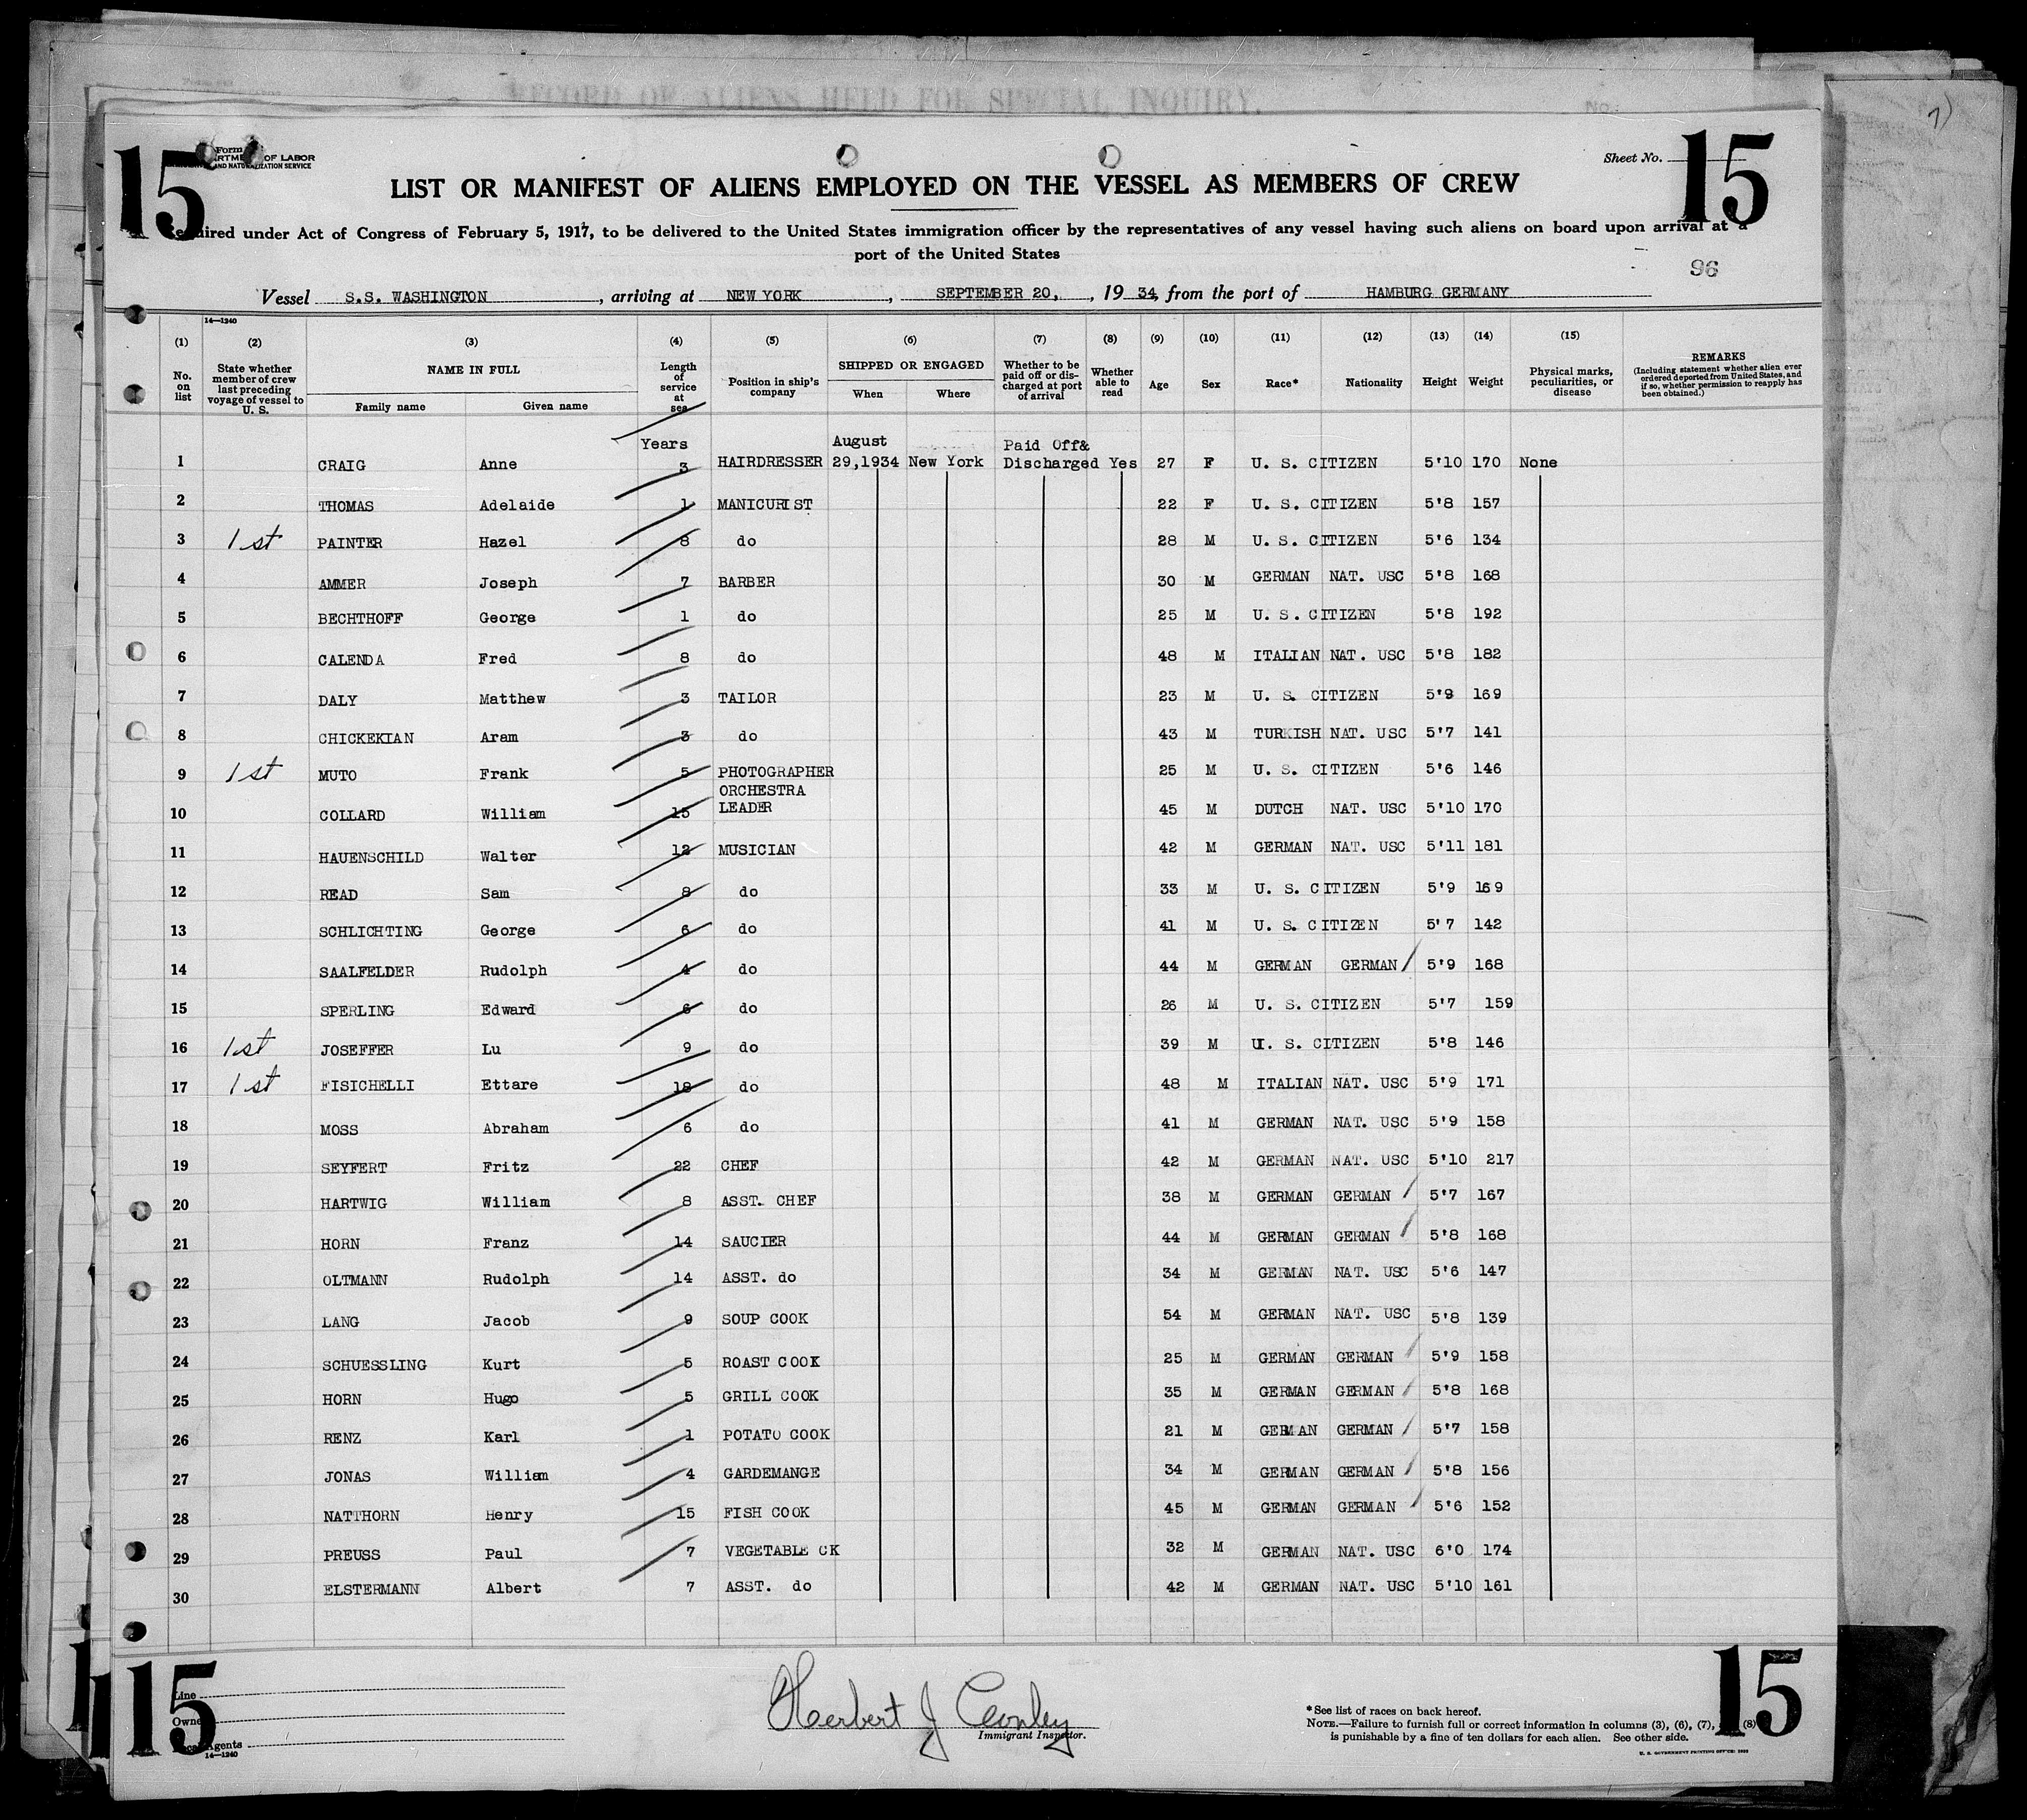 RECORD OF ALIENS HELD FOR SPECIAL INQUIRY.
No.
15
Form
OF LABOR
AND NATURALIZATION SERVICE
Sheet No.
15
LIST OR MANIFEST OF ALIENS EMPLOYED ON THE VESSEL AS MEMBERS OF CREW
Required under Act of Congress of February 5, 1917, to be delivered to the United States immigration officer by the representatives of any vessel having such aliens on board upon arrival at a
port of the United States
96
Vessel S.S. WASHINGTON, arriving at NEW YORK, SEPTEMBER 20, , 19 34, from the port of HAMBURG GERMANY
14—1240
(1) (2) (3) (4) (5) (6) (7) (8) (9) (10) (11) (12) (13) (14) (15)
No. on list
State whether member of crew last preceding voyage of vessel to U. S.
NAME IN FULL
Family name Given name
Length of service at sea
Position in ship's company
SHIPPED OR ENGAGED
When Where
Whether to be paid off or discharged at port of arrival
Whether able to read
Age
Sex
Race*
Nationality
Height
Weight
Physical marks, peculiarities, or disease
REMARKS
(Including statement whether alien ever ordered deported from United States, and if so, whether permission to reapply has been obtained.)
Years August Paid Off&
1 CRAIG Anne 3 HAIRDRESSER 29,1934 New York Discharged Yes 27 F U. S. CITIZEN 5'10 170 None
2 THOMAS Adelaide 1 MANICURIST 22 F U. S. CITIZEN 5'8 157
3 1st PAINTER Hazel 8 do 28 M U. S. CITIZEN 5'6 134
4 AMMER Joseph 7 BARBER 30 M GERMAN NAT. USC 5'8 168
5 BECHTHOFF George 1 do 25 M U. S. CITIZEN 5'8 192
6 CALENDA Fred 8 do 48 M ITALIAN NAT. USC 5'8 182
7 DALY Matthew 3 TAILOR 23 M U. S. CITIZEN 5'9 169
8 CHICKEKIAN Aram 3 do 43 M TURKISH NAT. USC 5'7 141
9 1st MUTO Frank 5 PHOTOGRAPHER 25 M U. S. CITIZEN 5'6 146
ORCHESTRA
10 COLLARD William 15 LEADER 45 M DUTCH NAT. USC 5'10 170
11 HAUENSCHILD Walter 12 MUSICIAN 42 M GERMAN NAT. USC 5'11 181
12 READ Sam 8 do 33 M U. S. CITIZEN 5'9 169
13 SCHLICHTING George 6 do 41 M U. S. CITIZEN 5'7 142
14 SAALFELDER Rudolph 4 do 44 M GERMAN GERMAN 5'9 168
15 SPERLING Edward 6 do 26 M U. S. CITIZEN 5'7 159
16 1st JOSEFFER Lu 9 do 39 M U. S. CITIZEN 5'8 146
17 1st FISICHELLI Ettare 18 do 48 M ITALIAN NAT. USC 5'9 171
18 MOSS Abraham 6 do 41 M GERMAN NAT. USC 5'9 158
19 SEYFERT Fritz 22 CHEF 42 M GERMAN NAT. USC 5'10 217
20 HARTWIG William 8 ASST. CHEF 38 M GERMAN GERMAN 5'7 167
21 HORN Franz 14 SAUCIER 44 M GERMAN GERMAN 5'8 168
22 OLTMANN Rudolph 14 ASST. do 34 M GERMAN NAT. USC 5'6 147
23 LANG Jacob 9 SOUP COOK 54 M GERMAN NAT. USC 5'8 139
24 SCHUESSLING Kurt 5 ROAST COOK 25 M GERMAN GERMAN 5'9 158
25 HORN Hugo 5 GRILL COOK 35 M GERMAN GERMAN 5'8 168
26 RENZ Karl 1 POTATO COOK 21 M GERMAN GERMAN 5'7 158
27 JONAS William 4 GARDEMANGE 34 M GERMAN GERMAN 5'8 156
28 NATTHORN Henry 15 FISH COOK 45 M GERMAN GERMAN 5'6 152
29 PREUSS Paul 7 VEGETABLE CK 32 M GERMAN NAT. USC 6'0 174
30 ELSTERMANN Albert 7 ASST. do 42 M GERMAN NAT. USC 5'10 161
15
Line
Owner
Agents
14—1240
Herbert J Conley
Immigrant Inspector.
* See list of races on back hereof.
NOTE.—Failure to furnish full or correct information in columns (3), (6), (7), (8)
is punishable by a fine of ten dollars for each alien. See other side.
U. S. GOVERNMENT PRINTING OFFICE
15